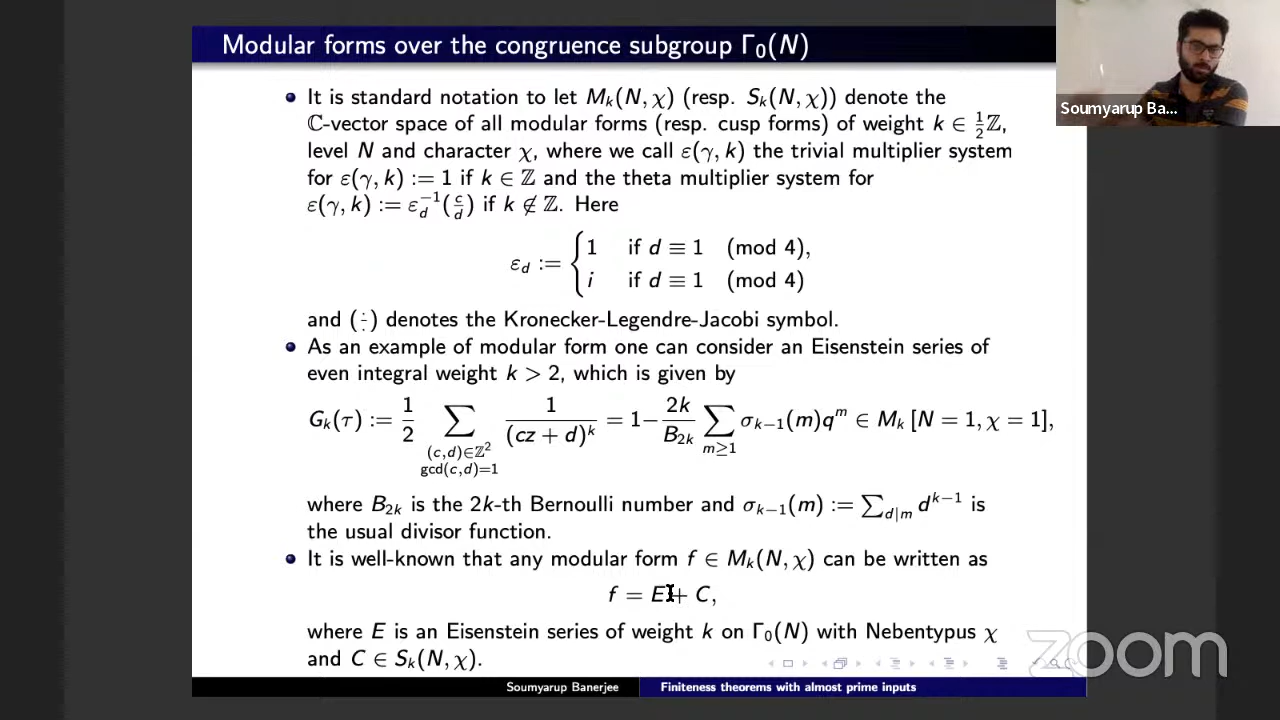 Modular forms over the congruence subgroup Γ₀(N)
Soumyarup Ba...
• It is standard notation to let M_k(N, χ) (resp. S_k(N, χ)) denote the
ℂ-vector space of all modular forms (resp. cusp forms) of weight k ∈ ½ℤ,
level N and character χ, where we call ε(γ, k) the trivial multiplier system
for ε(γ, k) := 1 if k ∈ ℤ and the theta multiplier system for
ε(γ, k) := ε_d^{-1}(c/d) if k ∉ ℤ. Here
ε_d := { 1 if d ≡ 1 (mod 4),
i if d ≡ 1 (mod 4)
and (÷) denotes the Kronecker-Legendre-Jacobi symbol.
• As an example of modular form one can consider an Eisenstein series of
even integral weight k > 2, which is given by
G_k(τ) := 1/2 ∑_{(c,d)∈ℤ² gcd(c,d)=1} 1/(cz + d)^k = 1 − 2k/B_{2k} ∑_{m≥1} σ_{k−1}(m)q^m ∈ M_k [N = 1, χ = 1],
where B_{2k} is the 2k-th Bernoulli number and σ_{k−1}(m) := ∑_{d|m} d^{k−1} is
the usual divisor function.
• It is well-known that any modular form f ∈ M_k(N, χ) can be written as
f = E + C,
where E is an Eisenstein series of weight k on Γ₀(N) with Nebentypus χ
and C ∈ S_k(N, χ).
zoom
Soumyarup Banerjee Finiteness theorems with almost prime inputs